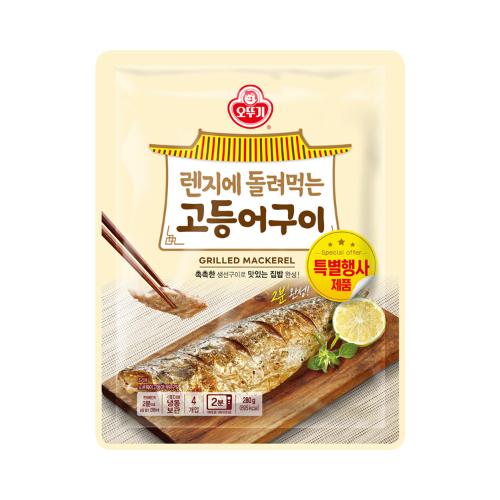 오뚜기
렌지에 돌려먹는
고등어구이
GRILLED MACKEREL
촉촉한 생선구이로 맛있는 집밥 완성!
Special offer
특별행사
제품
2분 완성!
냉동
보관
4
개입
2분
280 g